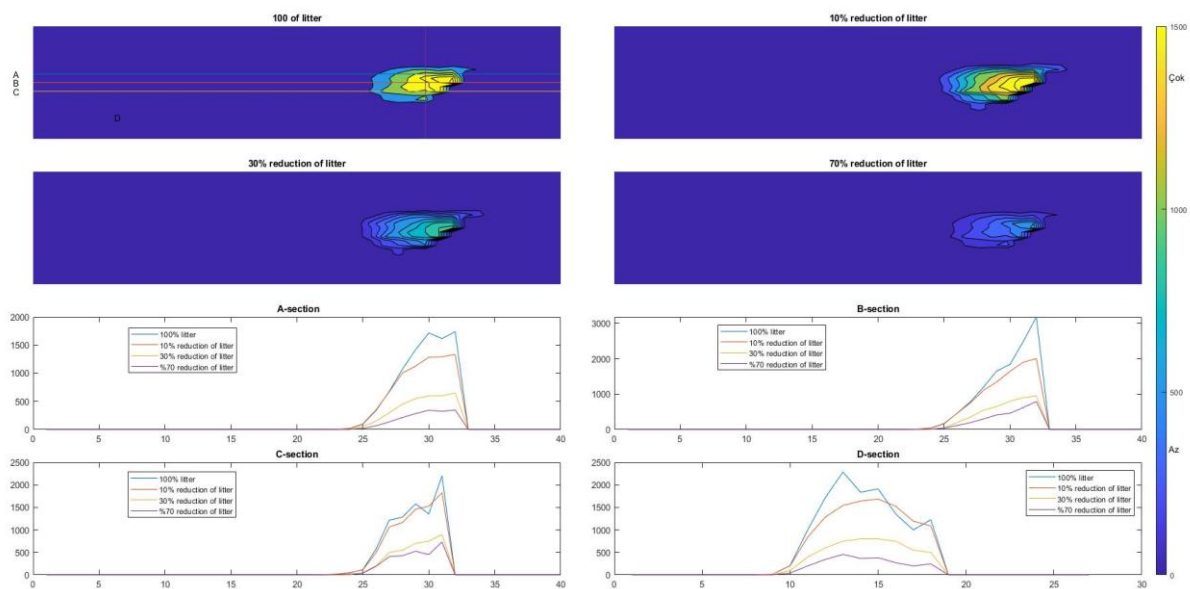 100 of litter
10% reduction of litter
A
B
C
D
1500
Çok
30% reduction of litter
70% reduction of litter
1000
500
Az
0
A-section
2000
1500
1000
500
0
100% litter
10% reduction of litter
30% reduction of litter
%70 reduction of litter
0 5 10 15 20 25 30 35 40
B-section
3000
2000
1000
0
100% litter
10% reduction of litter
30% reduction of litter
%70 reduction of litter
0 5 10 15 20 25 30 35 40
C-section
2500
2000
1500
1000
500
0
100% litter
10% reduction of litter
30% reduction of litter
%70 reduction of litter
0 5 10 15 20 25 30 35 40
D-section
2500
2000
1500
1000
500
0
100% litter
10% reduction of litter
30% reduction of litter
%70 reduction of litter
0 5 10 15 20 25 30